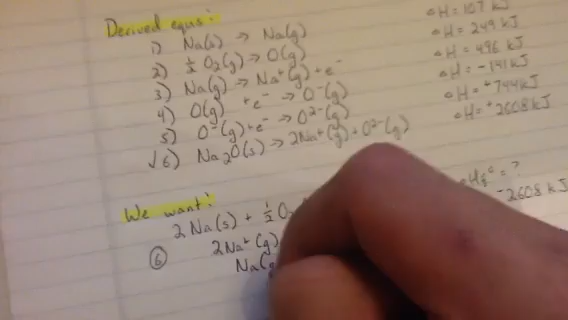 Derived equs:
1) Na(s) → Na(g) ΔH = 107 kJ
2) ½ O₂(g) → O(g) ΔH = 249 kJ
3) Na(g) → Na⁺(g) + e⁻ ΔH = 496 kJ
4) O(g) + e⁻ → O⁻(g) ΔH = -141 kJ
5) O⁻(g) + e⁻ → O²⁻(g) ΔH = +744 kJ
√6) Na₂O(s) → 2Na⁺(g) + O²⁻(g) ΔH = +2608 kJ
We want:
2Na(s) + ½ O₂ ΔHf° = ?
⑥ 2Na⁺(g) -2608 kJ
Na(g